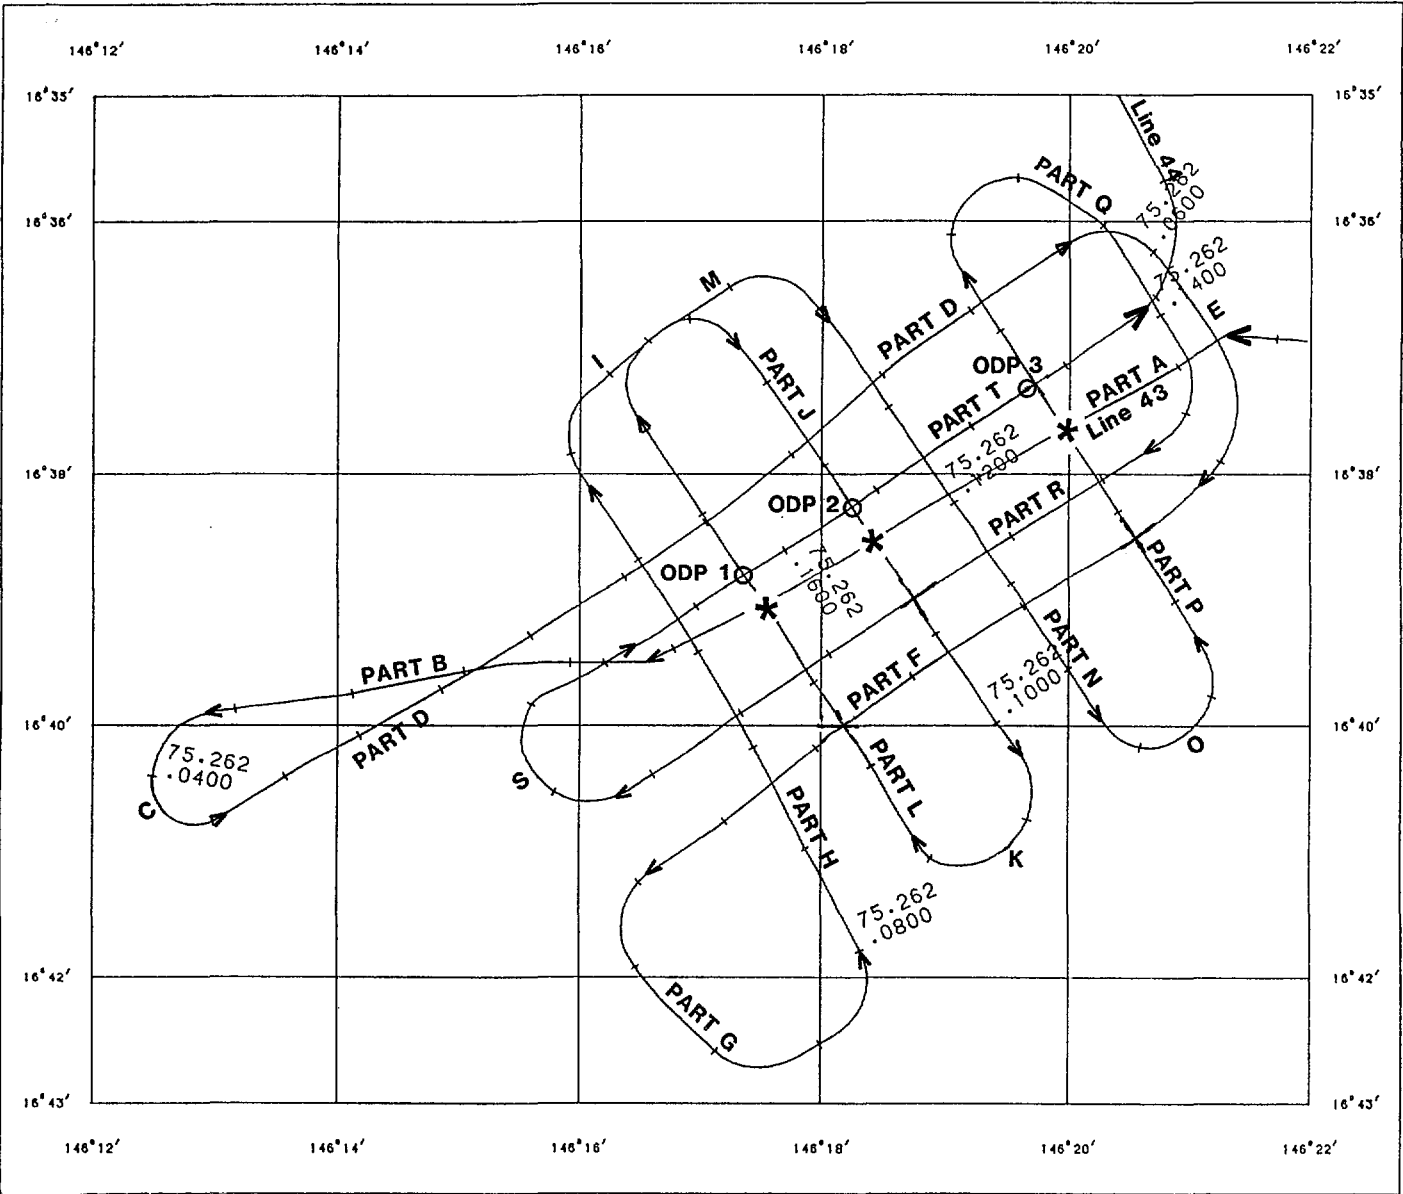 146°12′ 146°14′ 146°16′ 146°18′ 146°20′ 146°22′
16°35′ 16°35′
Line 44
PART Q
75.262
.0600
16°36′ 16°36′
75.262
.400
M
E
PART D
I
PART J
ODP 3
PART A
Line 43
PART T
75.262
.1200
16°38′ 16°38′
ODP 2
PART R
ODP 1
75.262
.1600
PART P
PART B
PART F
75.262
.1000
PART N
PART D
16°40′ 16°40′
O
75.262
.0400
C
S
PART L
PART H
K
75.262
.0800
16°42′ 16°42′
PART G
16°43′ 16°43′
146°12′ 146°14′ 146°16′ 146°18′ 146°20′ 146°22′